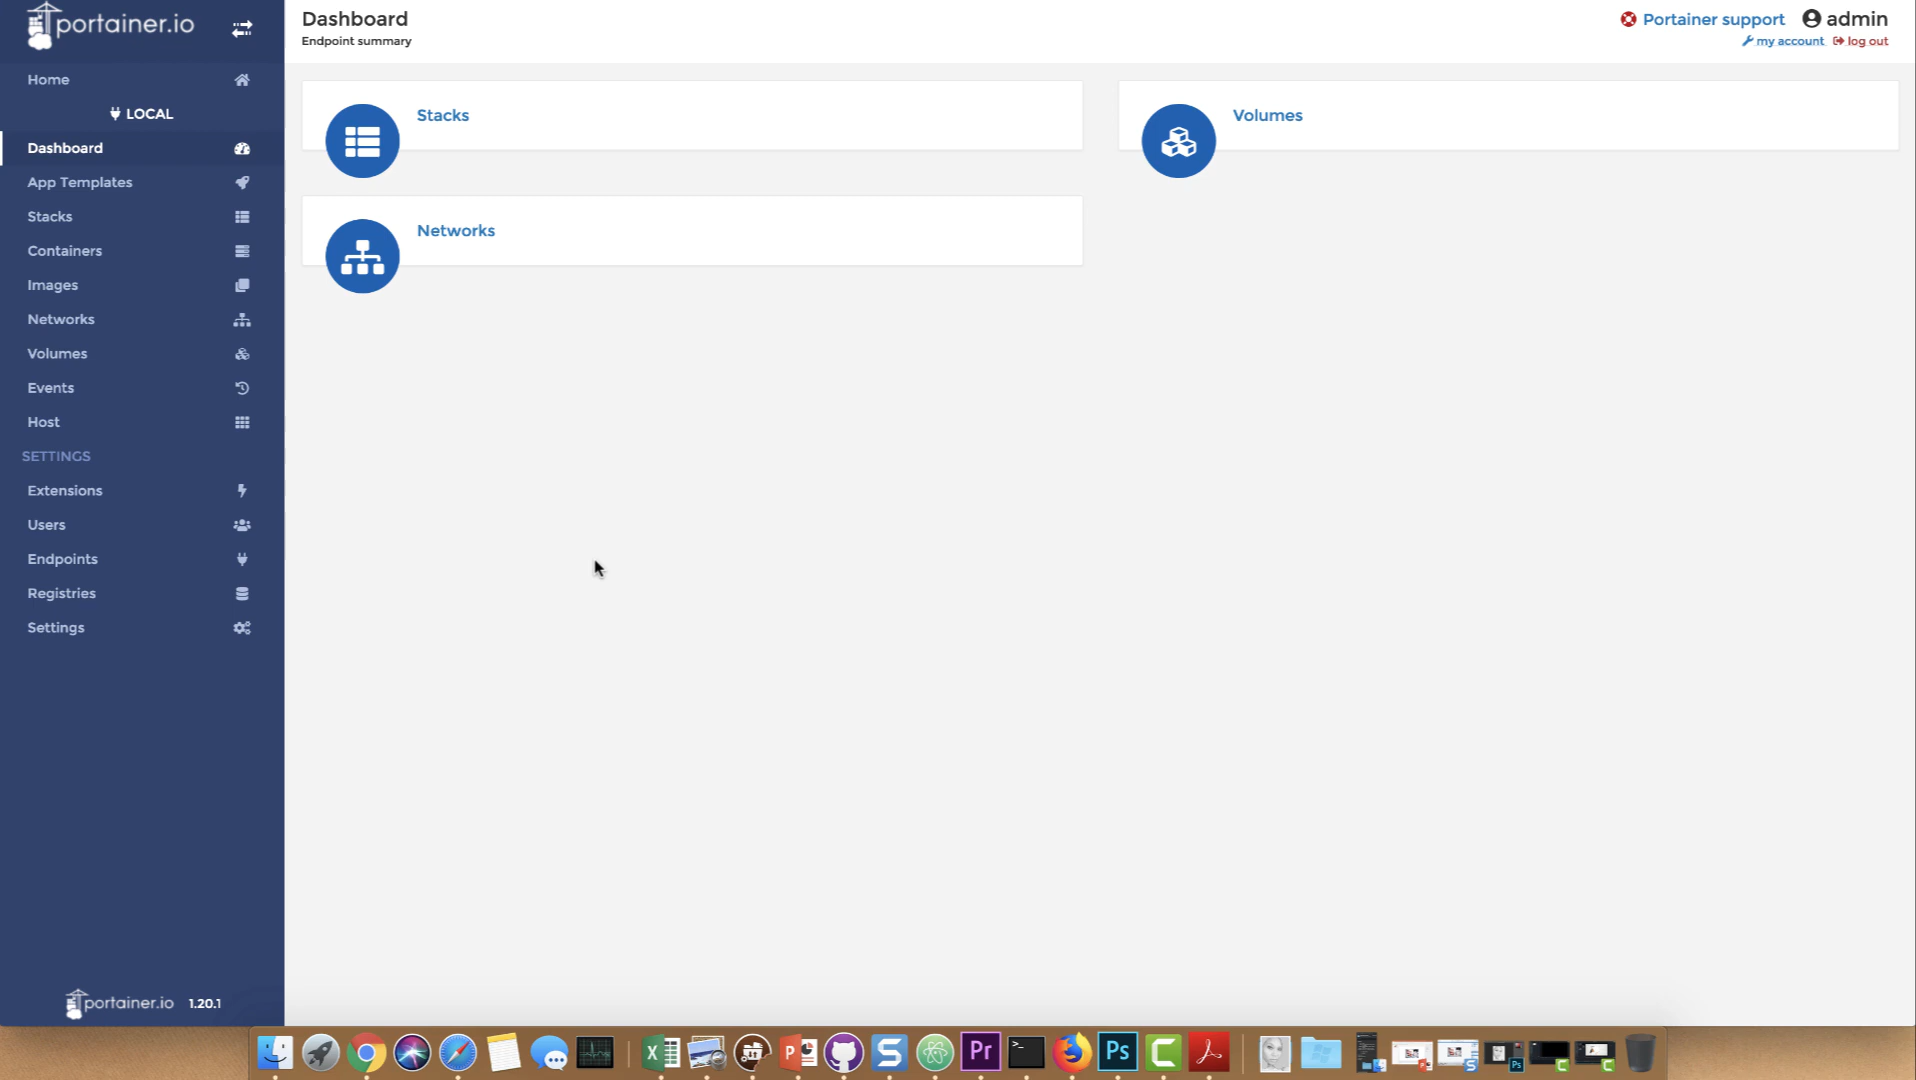 portainer.io
Home
LOCAL
Dashboard
App Templates
Stacks
Containers
Images
Networks
Volumes
Events
Host
SETTINGS
Extensions
Users
Endpoints
Registries
Settings
portainer.io 1.20.1
Dashboard
Endpoint summary
Portainer support admin
my account log out
Stacks
Volumes
Networks
X
P
S
Pr
>_
Ps
C